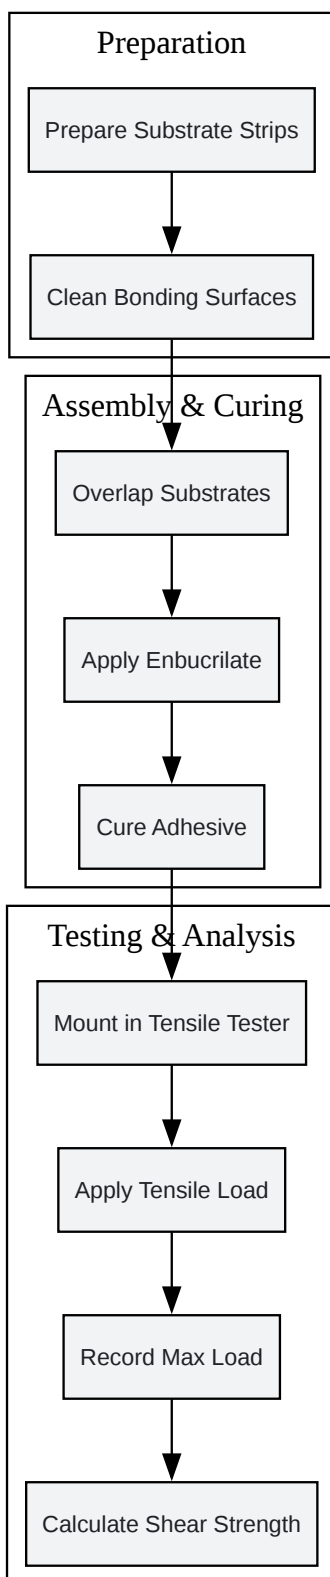 Preparation
Prepare Substrate Strips
Clean Bonding Surfaces
Assembly & Curing
Overlap Substrates
Apply Enbucrilate
Cure Adhesive
Testing & Analysis
Mount in Tensile Tester
Apply Tensile Load
Record Max Load
Calculate Shear Strength